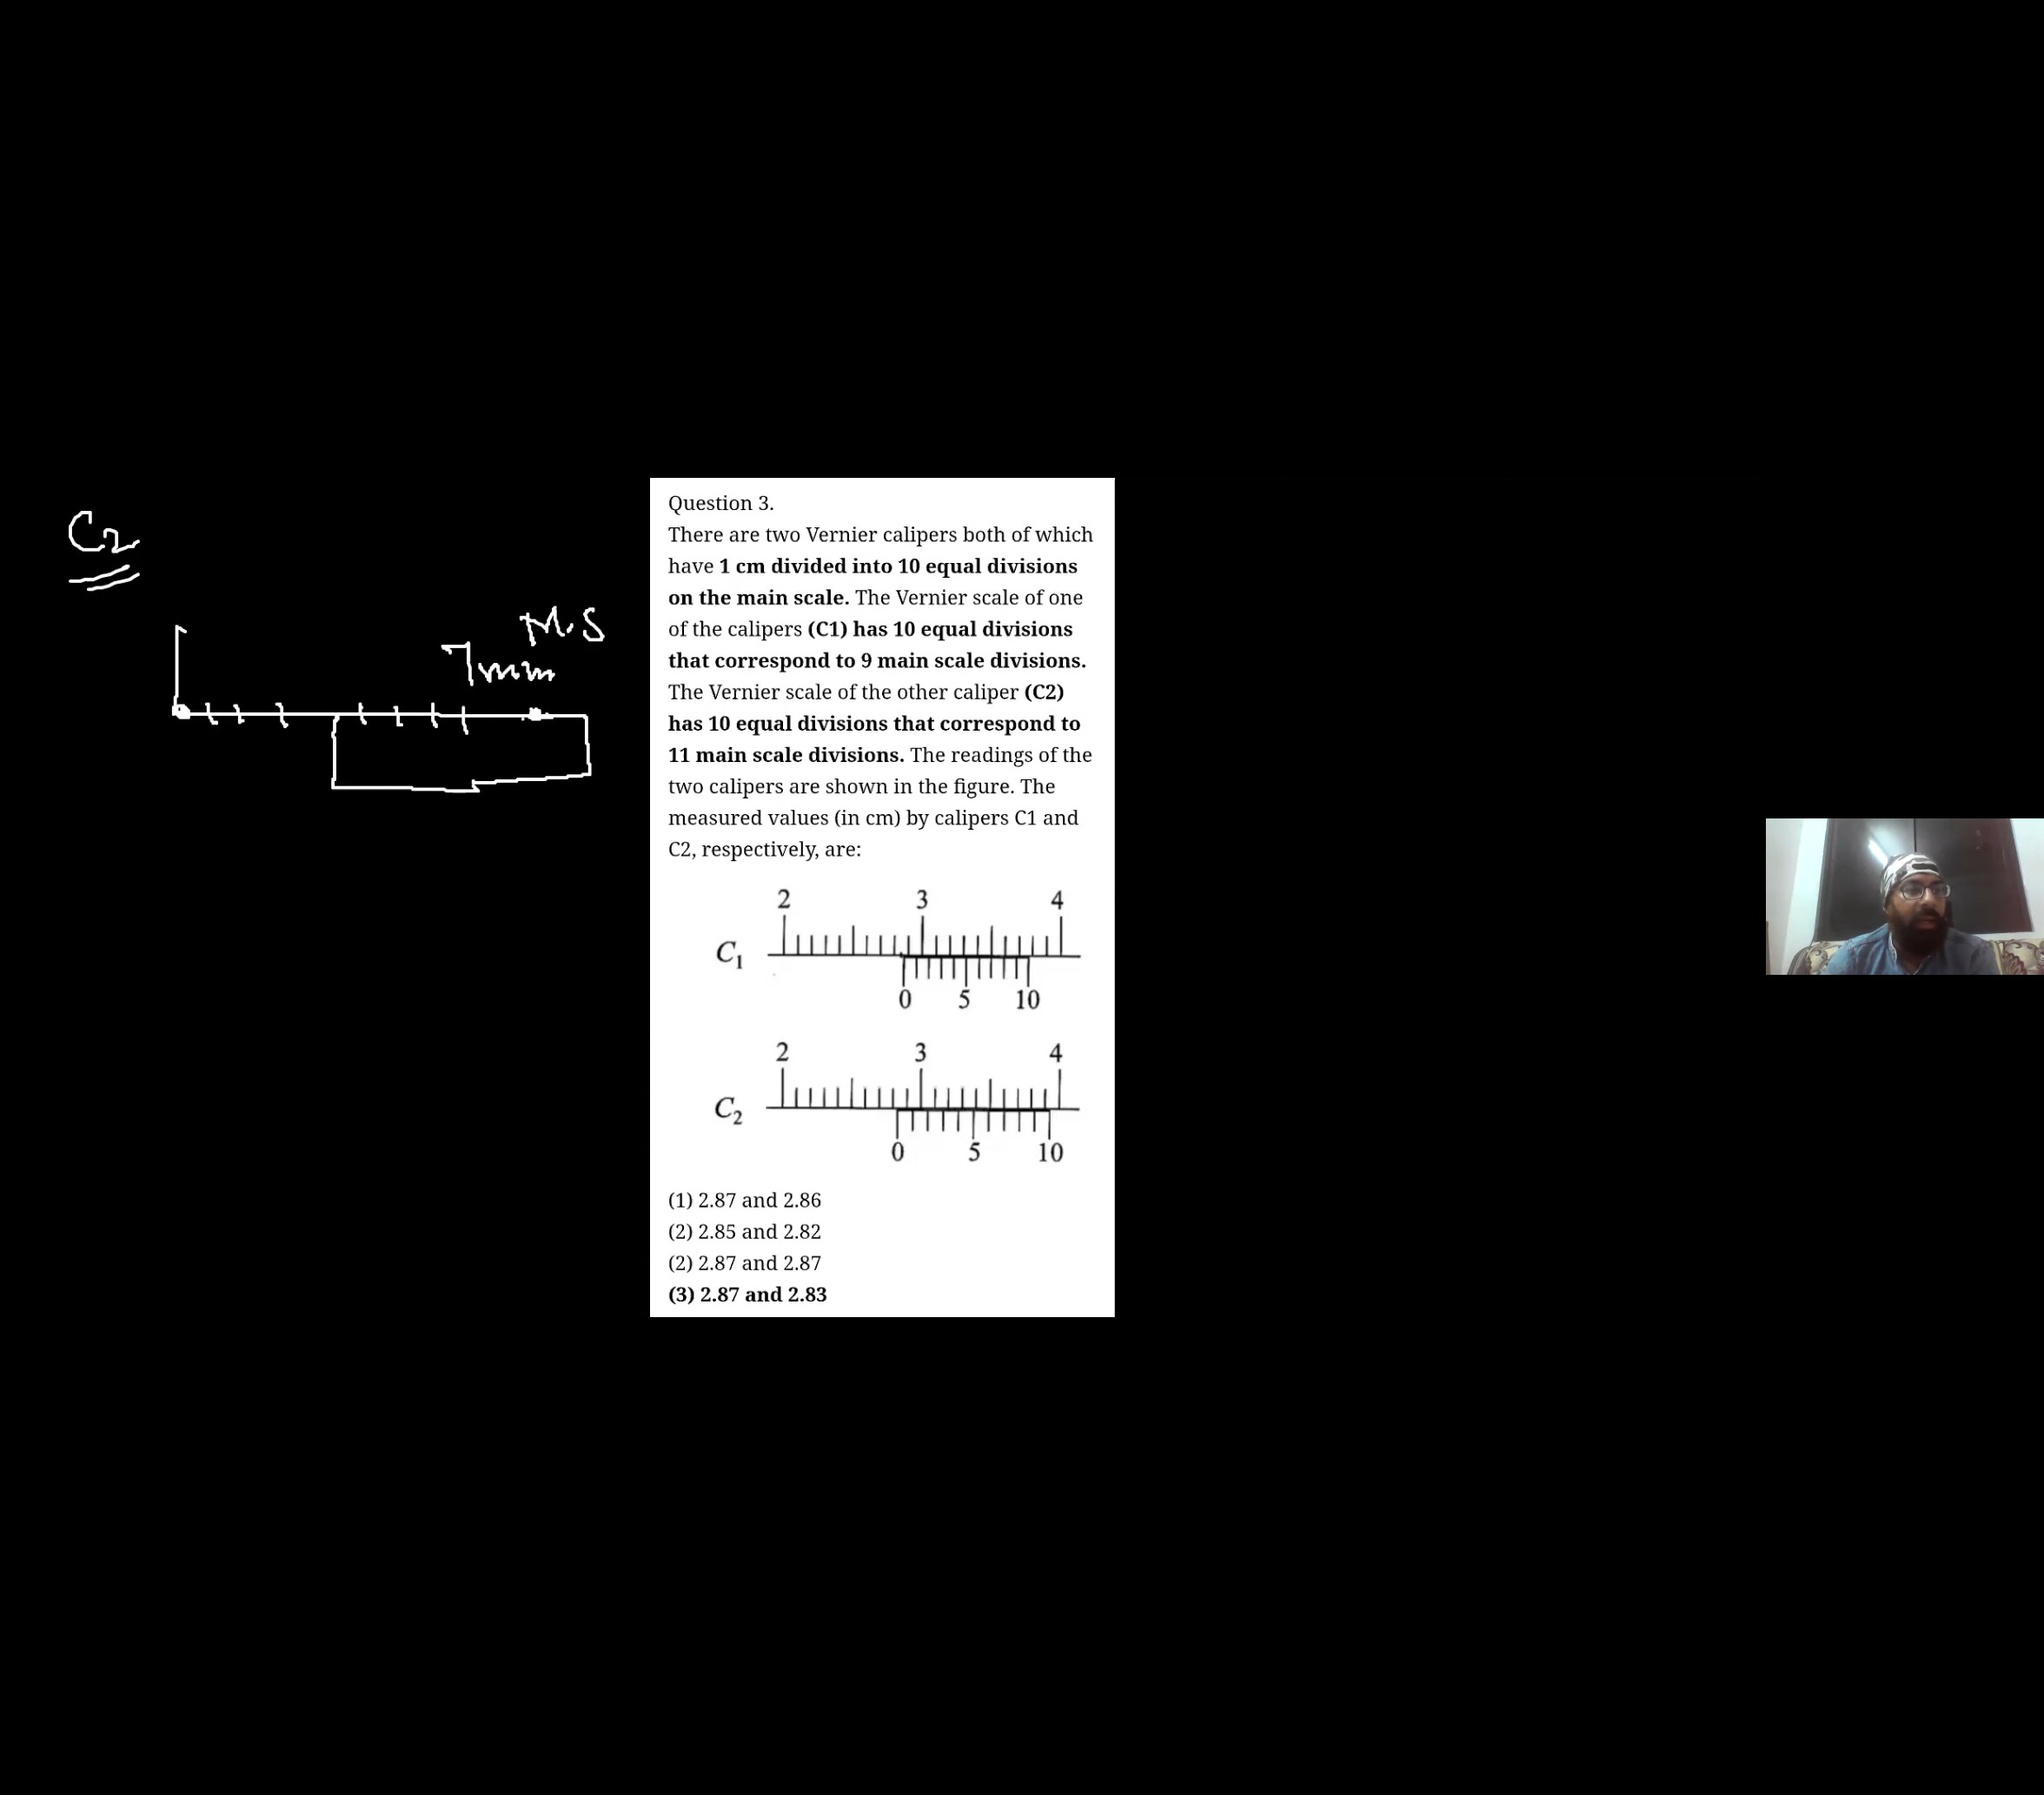 C2
M.S
7mm
Question 3.
There are two Vernier calipers both of which
have 1 cm divided into 10 equal divisions
on the main scale. The Vernier scale of one
of the calipers (C1) has 10 equal divisions
that correspond to 9 main scale divisions.
The Vernier scale of the other caliper (C2)
has 10 equal divisions that correspond to
11 main scale divisions. The readings of the
two calipers are shown in the figure. The
measured values (in cm) by calipers C1 and
C2, respectively, are:
2 3 4
C₁
0 5 10
2 3 4
C₂
0 5 10
(1) 2.87 and 2.86
(2) 2.85 and 2.82
(2) 2.87 and 2.87
(3) 2.87 and 2.83